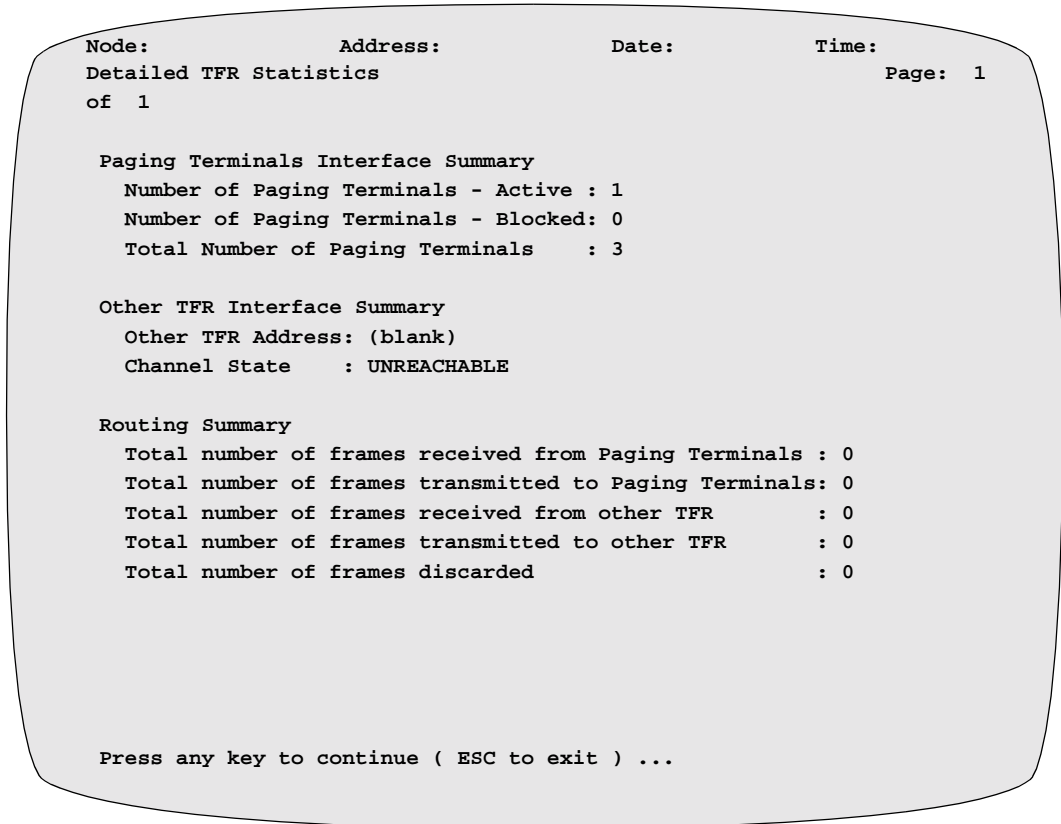 Node: Address: Date: Time:
Detailed TFR Statistics Page: 1
of 1
Paging Terminals Interface Summary
Number of Paging Terminals - Active : 1
Number of Paging Terminals - Blocked: 0
Total Number of Paging Terminals : 3
Other TFR Interface Summary
Other TFR Address: (blank)
Channel State : UNREACHABLE
Routing Summary
Total number of frames received from Paging Terminals : 0
Total number of frames transmitted to Paging Terminals: 0
Total number of frames received from other TFR : 0
Total number of frames transmitted to other TFR : 0
Total number of frames discarded : 0
Press any key to continue ( ESC to exit ) ...